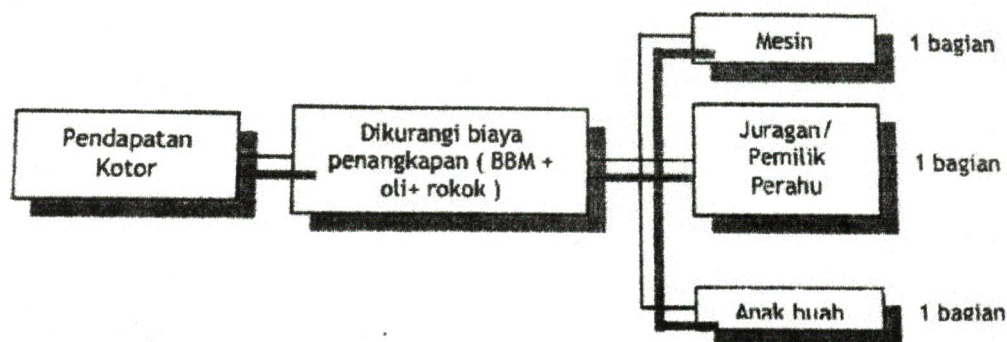 Pendapatan
Kotor
Dikurangi biaya
penangkapan ( BBM +
oli+ rokok )
Mesin
1 bagian
Juragan/
Pemilik
Perahu
1 bagian
Anak buah
1 bagian